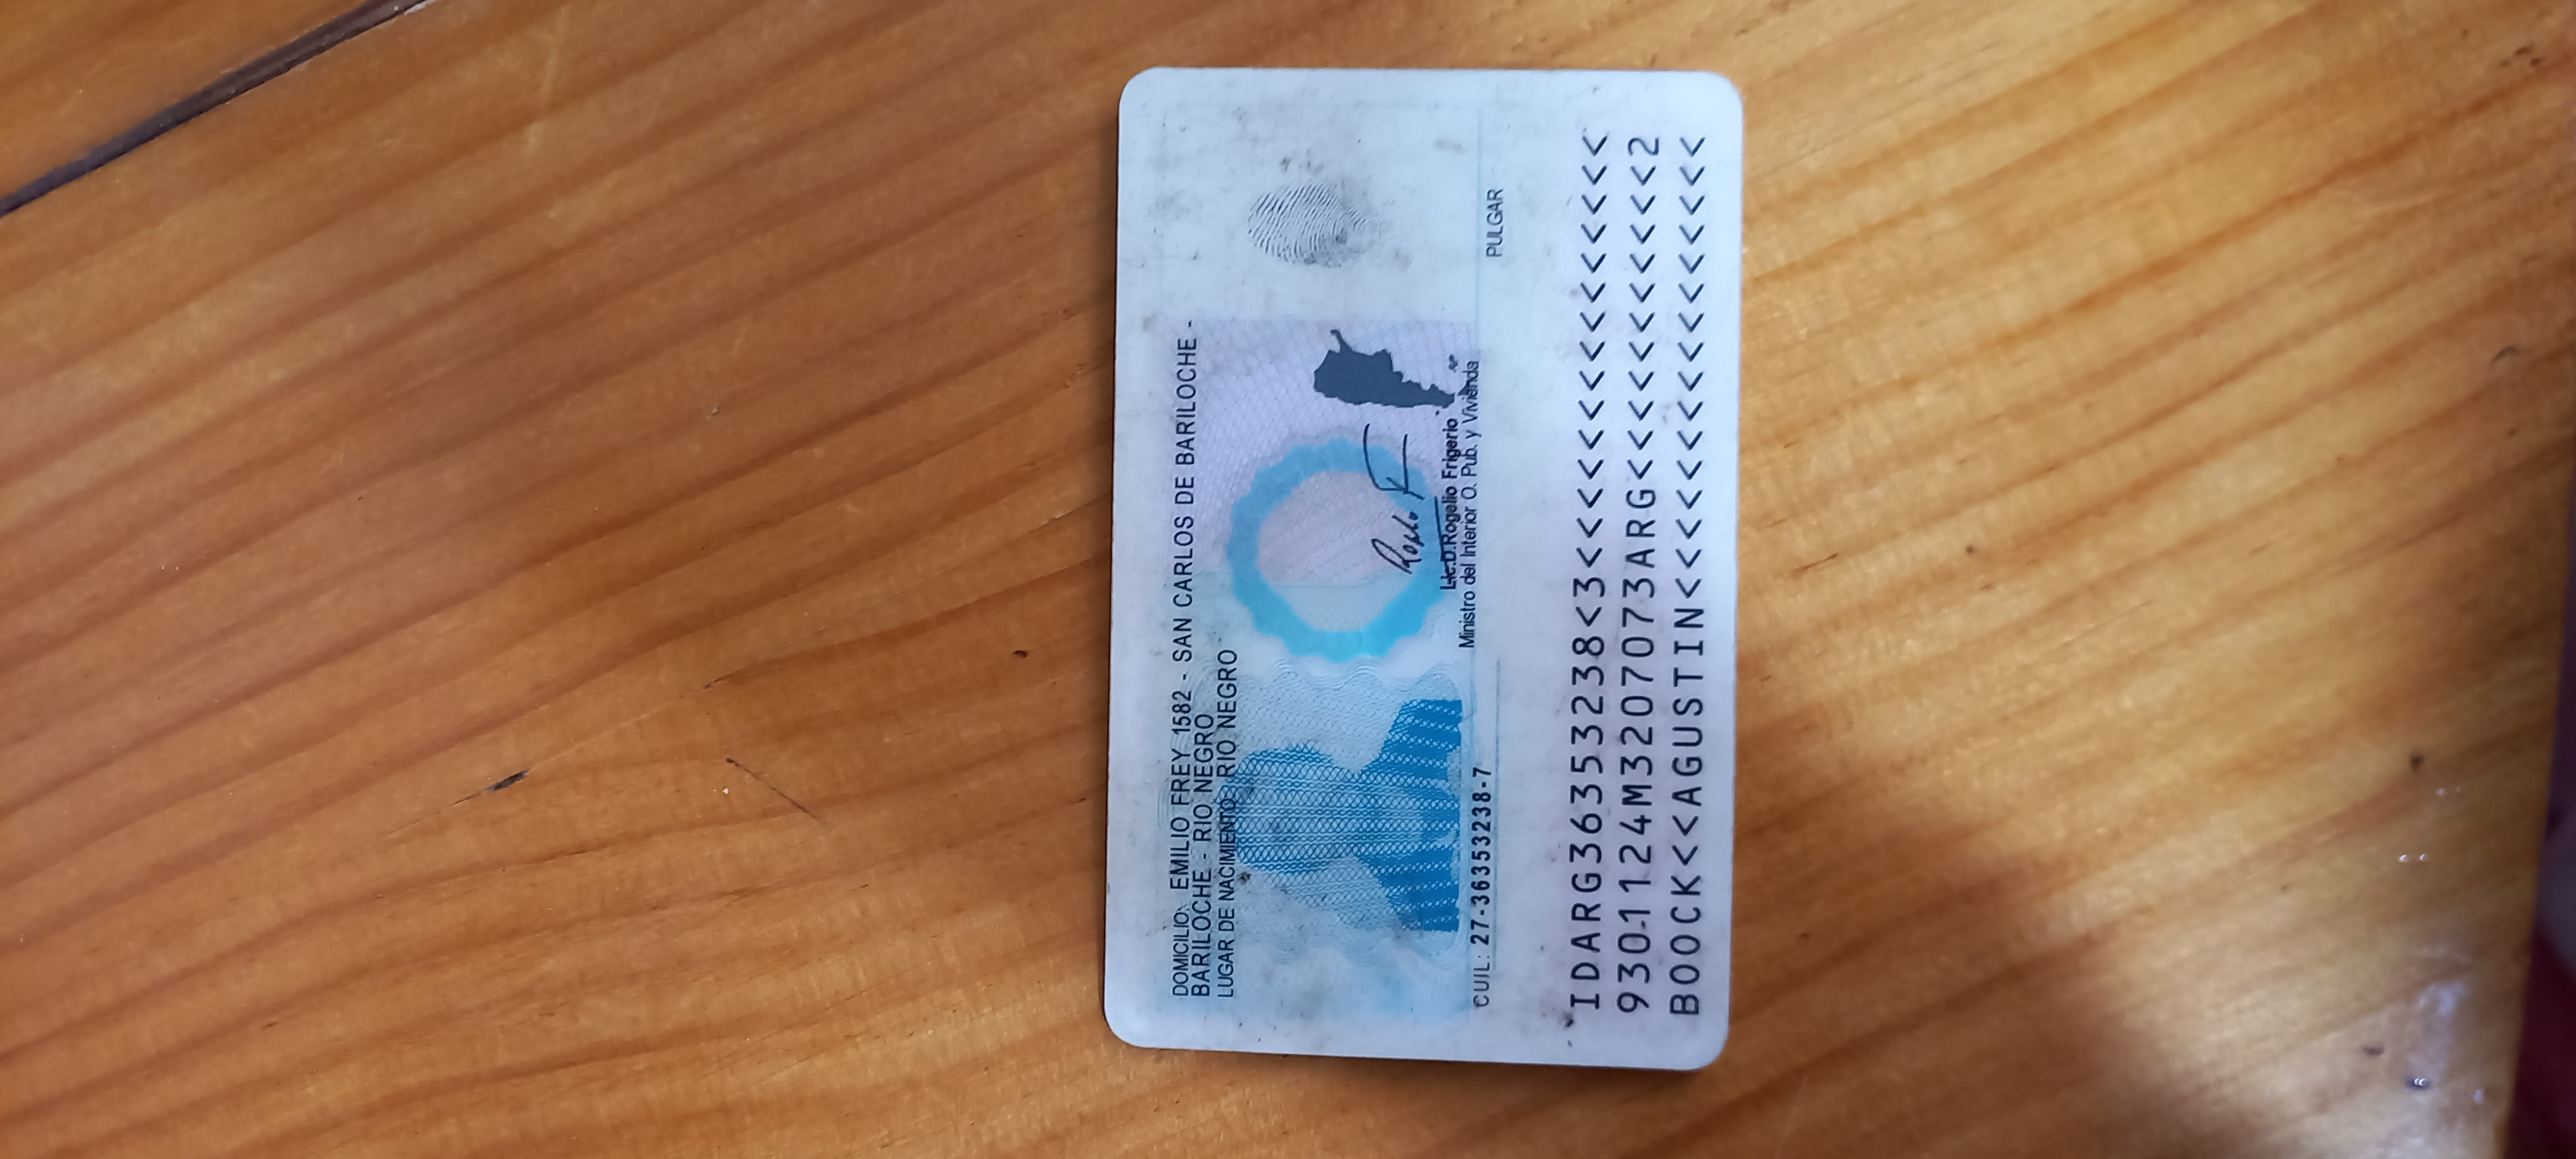 DOMICILIO: EMILIO FREY 1582 - SAN CARLOS DE BARILOCHE -
BARILOCHE - RIO NEGRO
LUGAR DE NACIMIENTO: RIO NEGRO
Lic.D.Rogelio Frigerio
Ministro del Interior O. Pub. y Vivienda
CUIL: 27-36353238-7
PULGAR
IDARG36353238<3<<<<<<<<<<<<<<<
9301124M3207073ARG<<<<<<<<<<<2
BOOCK<<AGUSTIN<<<<<<<<<<<<<<<<